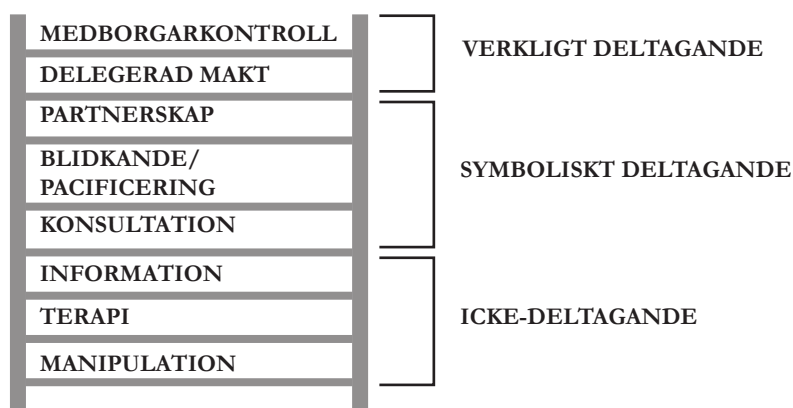 MEDBORGARKONTROLL
DELEGERAD MAKT
PARTNERSKAP
BLIDKANDE/
PACIFICERING
KONSULTATION
INFORMATION
TERAPI
MANIPULATION
VERKLIGT DELTAGANDE
SYMBOLISKT DELTAGANDE
ICKE-DELTAGANDE